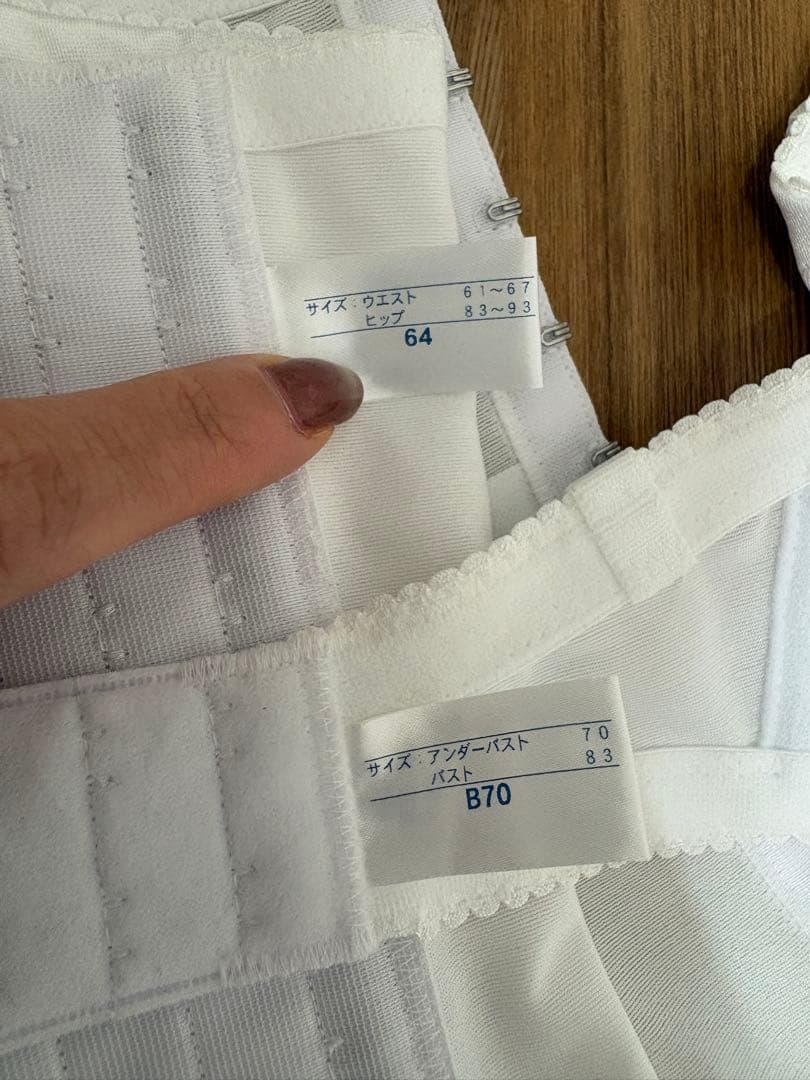 サイズ：ウエスト 61～67
ヒップ 83～93
64
サイズ：アンダーバスト 70
バスト 83
B70